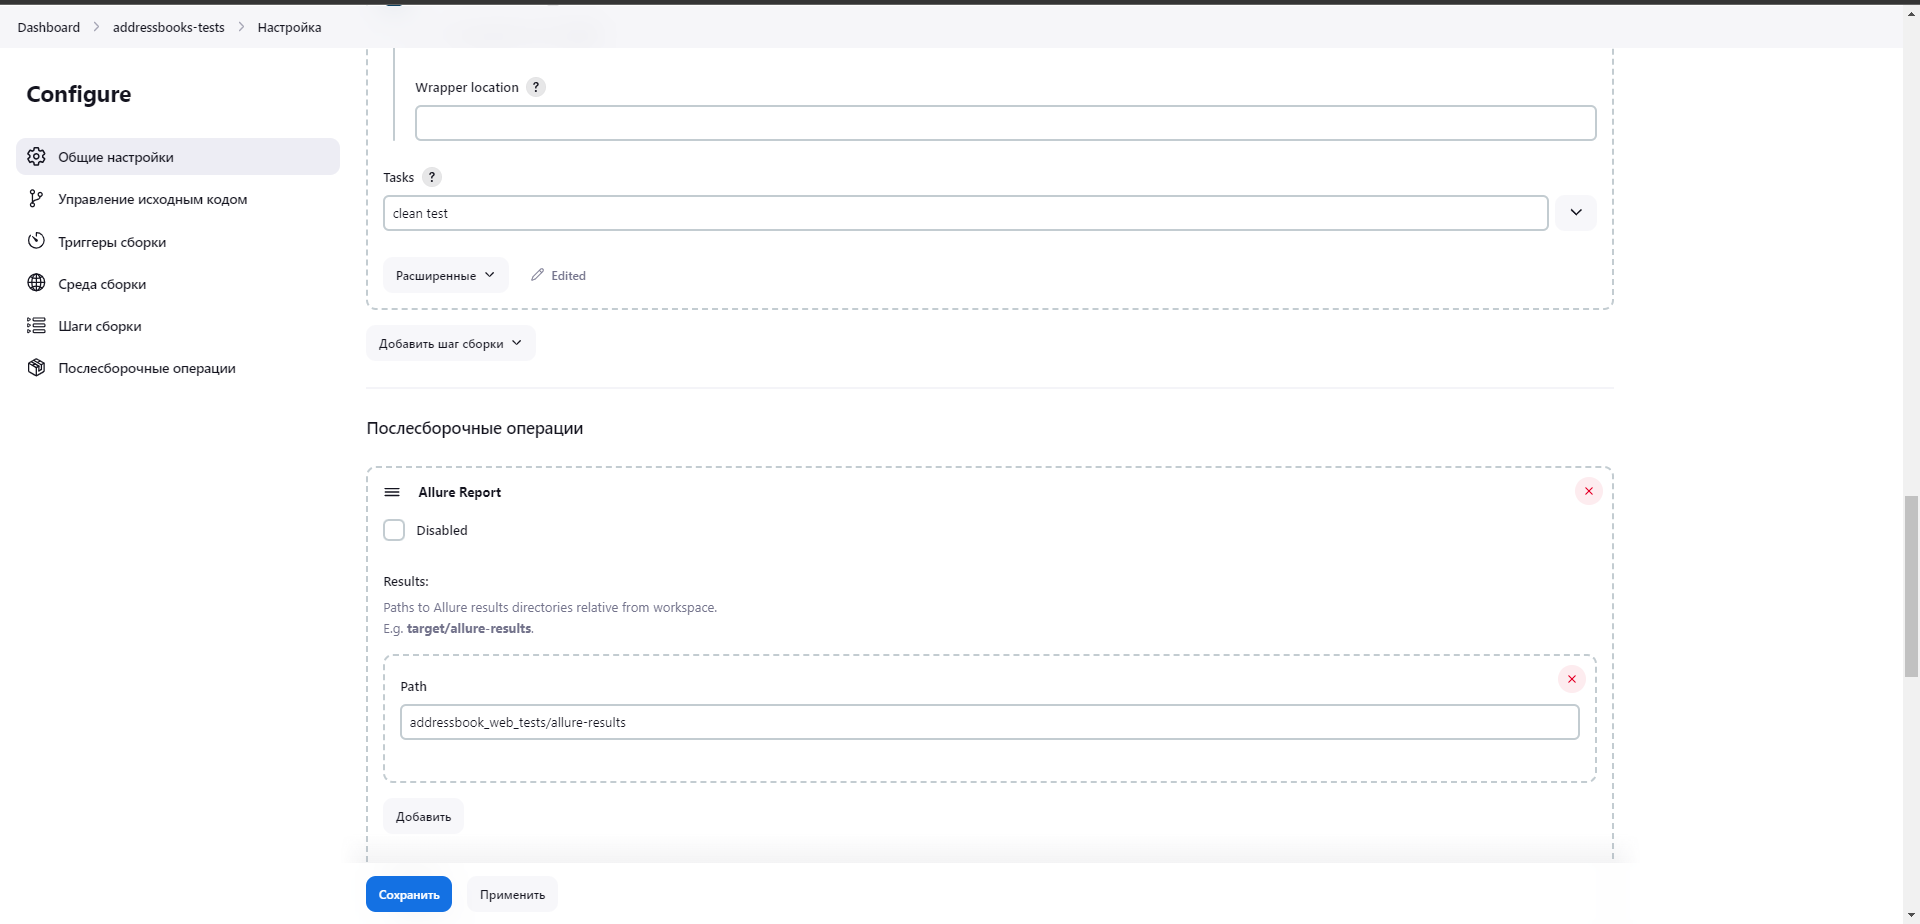 Dashboard
addressbooks-tests
Настройка
Configure
Общие настройки
Управление исходным кодом
Триггеры сборки
Среда сборки
Шаги сборки
Послесборочные операции
Wrapper location ?
Tasks ?
clean test
Расширенные
Edited
Добавить шаг сборки
Послесборочные операции
Allure Report
Disabled
Results:
Paths to Allure results directories relative from workspace.
E.g. target/allure-results.
Path
addressbook_web_tests/allure-results
Добавить
Сохранить
Применить